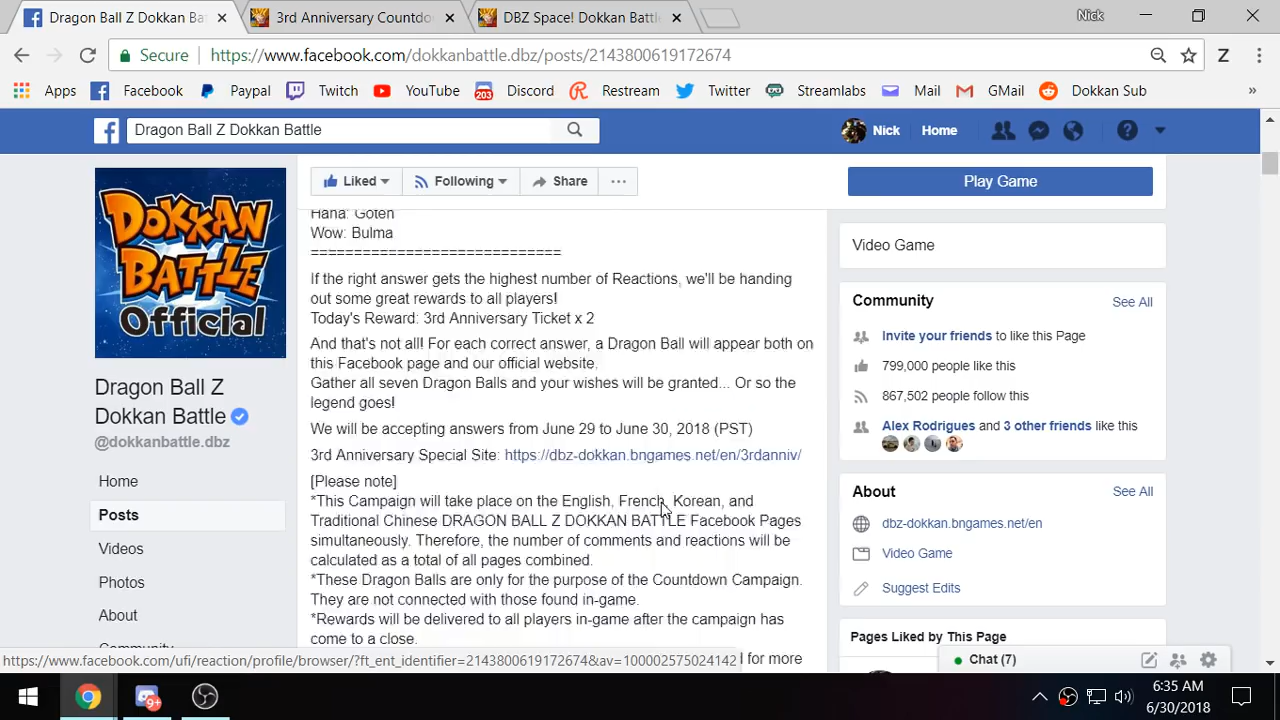 Dragon Ball Z Dokkan Ba
3rd Anniversary Countdo
DBZ Space! Dokkan Battl
Nick
Secure
https://www.facebook.com/dokkanbattle.dbz/posts/2143800619172674
Apps
Facebook
Paypal
Twitch
YouTube
203
Discord
Restream
Twitter
Streamlabs
Mail
GMail
Dokkan Sub
»
Dragon Ball Z Dokkan Battle
Nick
Home
Liked
Following
Share
Play Game
DOKKAN
BATTLE
Official
Dragon Ball Z
Dokkan Battle
@dokkanbattle.dbz
Home
Posts
Videos
Photos
About
Community
Haha: Goten
Wow: Bulma
============================
If the right answer gets the highest number of Reactions, we'll be handing
out some great rewards to all players!
Today's Reward: 3rd Anniversary Ticket x 2
And that's not all! For each correct answer, a Dragon Ball will appear both on
this Facebook page and our official website.
Gather all seven Dragon Balls and your wishes will be granted... Or so the
legend goes!
We will be accepting answers from June 29 to June 30, 2018 (PST)
3rd Anniversary Special Site: https://dbz-dokkan.bngames.net/en/3rdanniv/
[Please note]
*This Campaign will take place on the English, French, Korean, and
Traditional Chinese DRAGON BALL Z DOKKAN BATTLE Facebook Pages
simultaneously. Therefore, the number of comments and reactions will be
calculated as a total of all pages combined.
*These Dragon Balls are only for the purpose of the Countdown Campaign.
They are not connected with those found in-game.
*Rewards will be delivered to all players in-game after the campaign has
come to a close.
l for more
Video Game
Community
See All
Invite your friends to like this Page
799,000 people like this
867,502 people follow this
Alex Rodrigues and 3 other friends like this
About
See All
dbz-dokkan.bngames.net/en
Video Game
Suggest Edits
Pages Liked by This Page
Chat (7)
https://www.facebook.com/ufi/reaction/profile/browser/?ft_ent_identifier=2143800619172674&av=100002575024142
9+
6:35 AM
6/30/2018